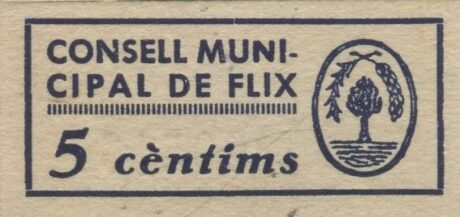 CONSELL MUNI-
CIPAL DE FLIX
5 cèntims